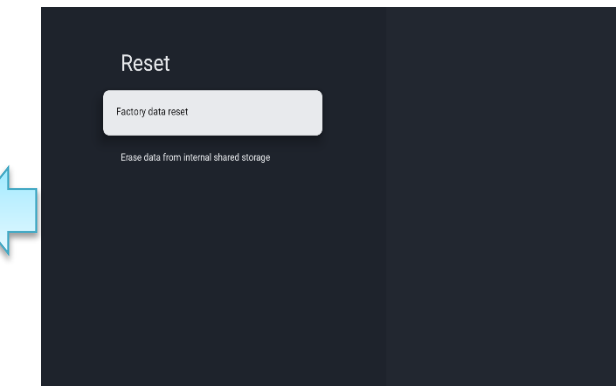 Reset
Factory data reset
Erase data from internal shared storage